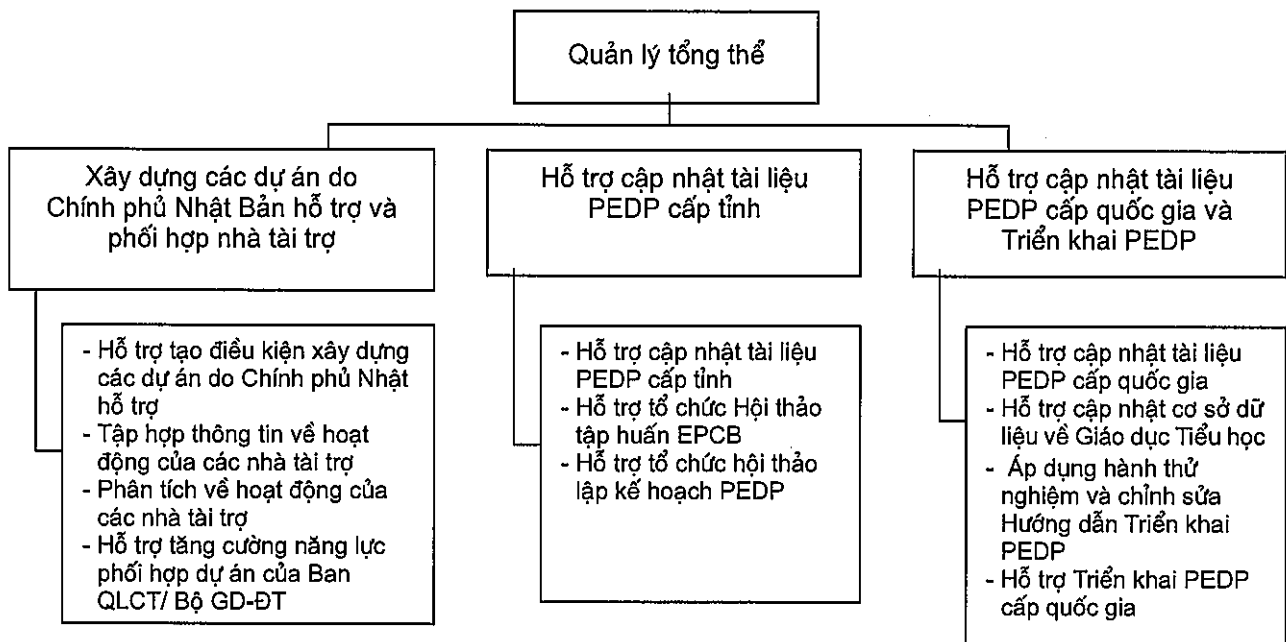 Quản lý tổng thể
Xây dựng các dự án do
Chính phủ Nhật Bản hỗ trợ và
phối hợp nhà tài trợ
- Hỗ trợ tạo điều kiện xây dựng
các dự án do Chính phủ Nhật
hỗ trợ
- Tập hợp thông tin về hoạt
động của các nhà tài trợ
- Phân tích về hoạt động của
các nhà tài trợ
- Hỗ trợ tăng cường năng lực
phối hợp dự án của Ban
QLCT/ Bộ GD-ĐT
Hỗ trợ cập nhật tài liệu
PEDP cấp tỉnh
- Hỗ trợ cập nhật tài liệu
PEDP cấp tỉnh
- Hỗ trợ tổ chức Hội thảo
tập huấn EPCB
- Hỗ trợ tổ chức hội thảo
lập kế hoạch PEDP
Hỗ trợ cập nhật tài liệu
PEDP cấp quốc gia và
Triển khai PEDP
- Hỗ trợ cập nhật tài liệu
PEDP cấp quốc gia
- Hỗ trợ cập nhật cơ sở dữ
liệu về Giáo dục Tiểu học
- Áp dụng hành thử
nghiệm và chỉnh sửa
Hướng dẫn Triển khai
PEDP
- Hỗ trợ Triển khai PEDP
cấp quốc gia